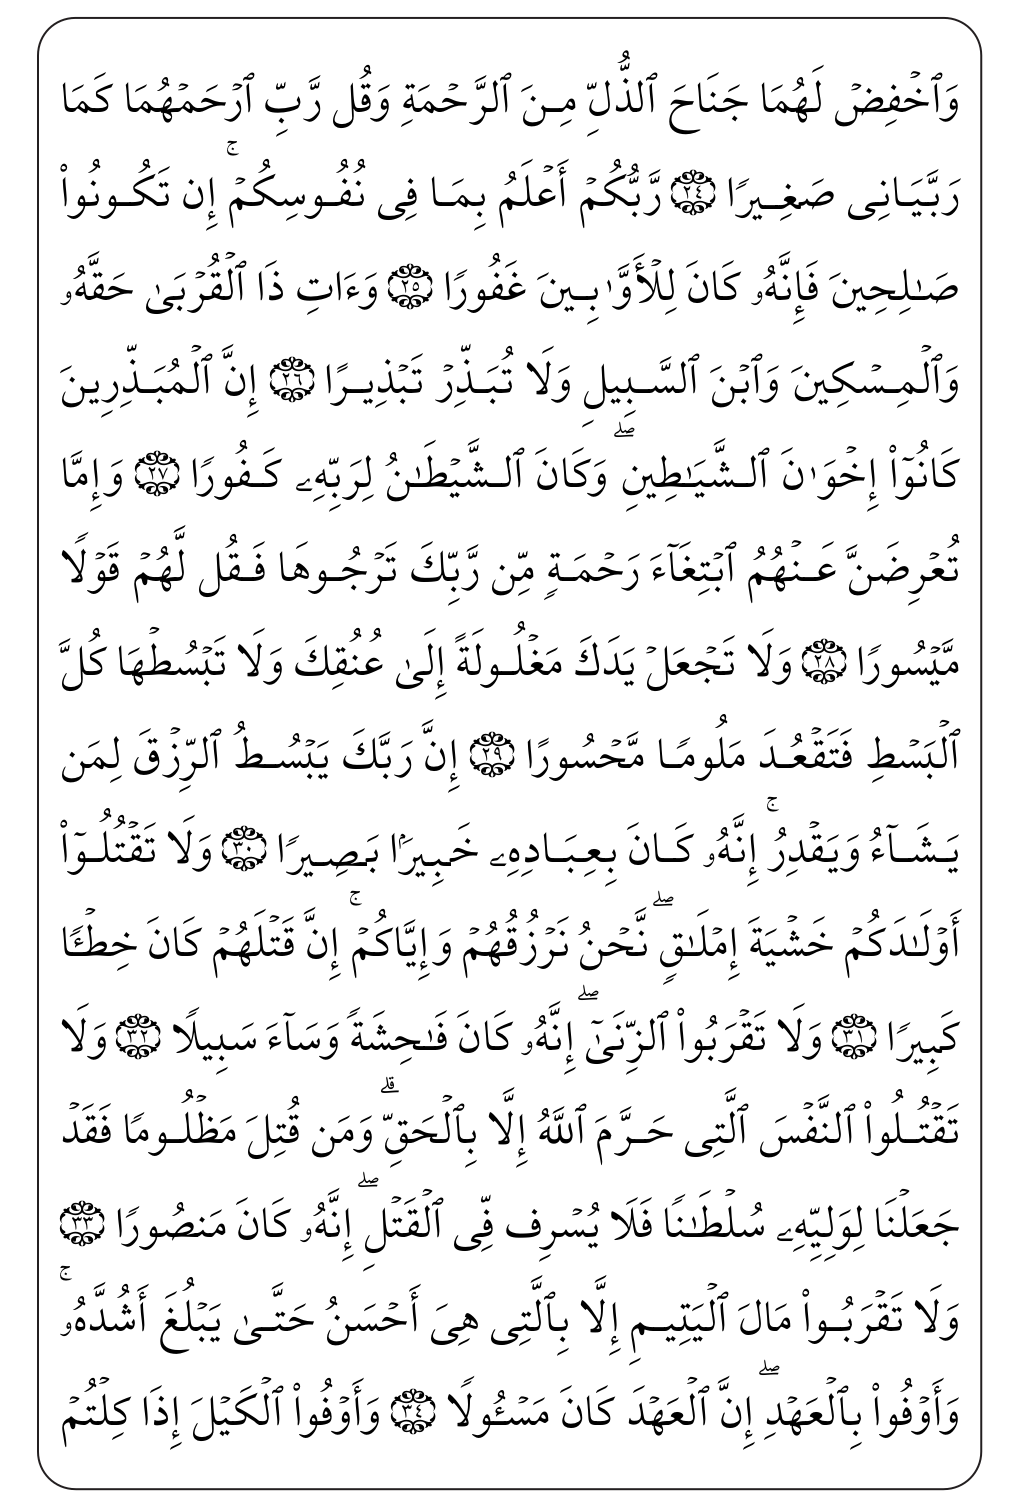 وَٱخۡفِضۡ لَهُمَا جَنَاحَ ٱلذُّلِّ مِنَ ٱلرَّحۡمَةِ وَقُل رَّبِّ ٱرۡحَمۡهُمَا كَمَا
رَبَّيَانِى صَغِيرًا ٢٤ رَّبُّكُمۡ أَعۡلَمُ بِمَا فِى نُفُوسِكُمۡۚ إِن تَكُونُواْ
صَـٰلِحِينَ فَإِنَّهُۥ كَانَ لِلۡأَوَّٰبِينَ غَفُورًا ٢٥ وَءَاتِ ذَا ٱلۡقُرۡبَىٰ حَقَّهُۥ
وَٱلۡمِسۡكِينَ وَٱبۡنَ ٱلسَّبِيلِ وَلَا تُبَذِّرۡ تَبۡذِيرًا ٢٦ إِنَّ ٱلۡمُبَذِّرِينَ
كَانُوٓاْ إِخۡوَٰنَ ٱلشَّيَـٰطِينِۖ وَكَانَ ٱلشَّيۡطَـٰنُ لِرَبِّهِۦ كَفُورًا ٢٧ وَإِمَّا
تُعۡرِضَنَّ عَنۡهُمُ ٱبۡتِغَآءَ رَحۡمَةٍ مِّن رَّبِّكَ تَرۡجُوهَا فَقُل لَّهُمۡ قَوۡلًا
مَّيۡسُورًا ٢٨ وَلَا تَجۡعَلۡ يَدَكَ مَغۡلُولَةً إِلَىٰ عُنُقِكَ وَلَا تَبۡسُطۡهَا كُلَّ
ٱلۡبَسۡطِ فَتَقۡعُدَ مَلُومًا مَّحۡسُورًا ٢٩ إِنَّ رَبَّكَ يَبۡسُطُ ٱلرِّزۡقَ لِمَن
يَشَآءُ وَيَقۡدِرُۚ إِنَّهُۥ كَانَ بِعِبَادِهِۦ خَبِيرَۢا بَصِيرًا ٣٠ وَلَا تَقۡتُلُوٓاْ
أَوۡلَـٰدَكُمۡ خَشۡيَةَ إِمۡلَـٰقٍۖ نَّحۡنُ نَرۡزُقُهُمۡ وَإِيَّاكُمۡۚ إِنَّ قَتۡلَهُمۡ كَانَ خِطۡـًٔا
كَبِيرًا ٣١ وَلَا تَقۡرَبُواْ ٱلزِّنَىٰٓۖ إِنَّهُۥ كَانَ فَـٰحِشَةً وَسَآءَ سَبِيلًا ٣٢ وَلَا
تَقۡتُلُواْ ٱلنَّفۡسَ ٱلَّتِى حَرَّمَ ٱللَّهُ إِلَّا بِٱلۡحَقِّۗ وَمَن قُتِلَ مَظۡلُومًا فَقَدۡ
جَعَلۡنَا لِوَلِيِّهِۦ سُلۡطَـٰنًا فَلَا يُسۡرِف فِّى ٱلۡقَتۡلِۖ إِنَّهُۥ كَانَ مَنصُورًا ٣٣
وَلَا تَقۡرَبُواْ مَالَ ٱلۡيَتِيمِ إِلَّا بِٱلَّتِى هِىَ أَحۡسَنُ حَتَّىٰ يَبۡلُغَ أَشُدَّهُۥۚ
وَأَوۡفُواْ بِٱلۡعَهۡدِۖ إِنَّ ٱلۡعَهۡدَ كَانَ مَسۡـُٔولًا ٣٤ وَأَوۡفُواْ ٱلۡكَيۡلَ إِذَا كِلۡتُمۡ